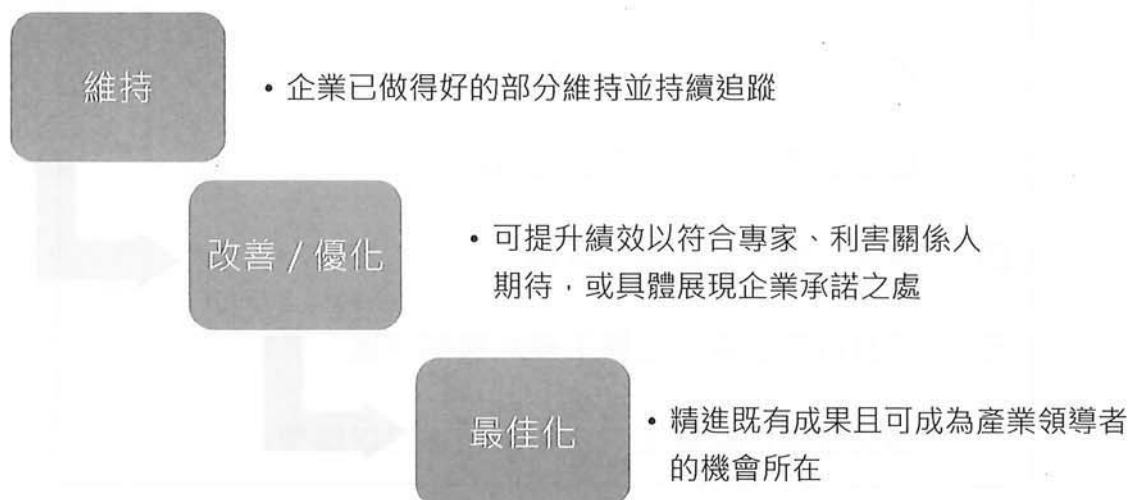 維持
• 企業已做得好的部分維持並持續追蹤
改善 / 優化
• 可提升績效以符合專家、利害關係人
期待，或具體展現企業承諾之處
最佳化
• 精進既有成果且可成為產業領導者
的機會所在